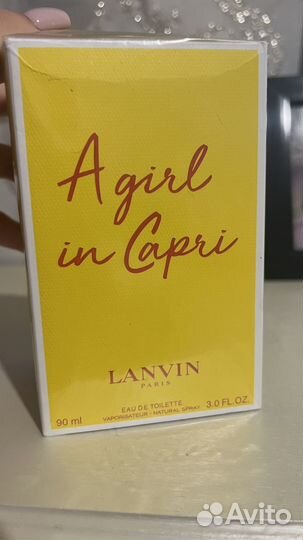 A girl
in Capri
LANVIN
PARIS
EAU DE TOILETTE
90 ml VAPORISATEUR - NATURAL SPRAY 3.0 FL.OZ.
Avito